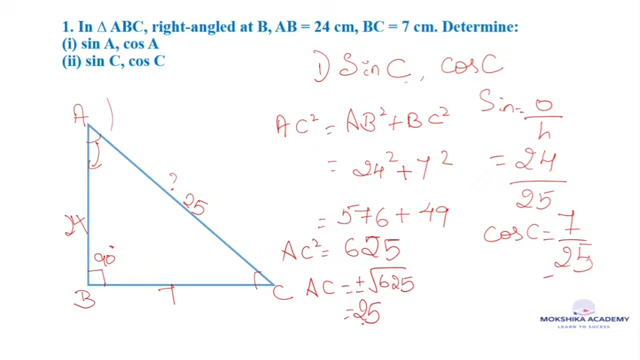 1. In Δ ABC, right-angled at B, AB = 24 cm, BC = 7 cm. Determine:
(i) sin A, cos A
(ii) sin C, cos C
1) Sin C, cos C
A
AC² = AB² + BC²
= 24² + 7²
= 576 + 49
AC² = 625
AC = ±√625
= 25
Sin = o/h
= 24/25
cos C = 7/25
=
?
25
24
90°
B
7
C
MOKSHIKA ACADEMY
LEARN TO SUCCESS